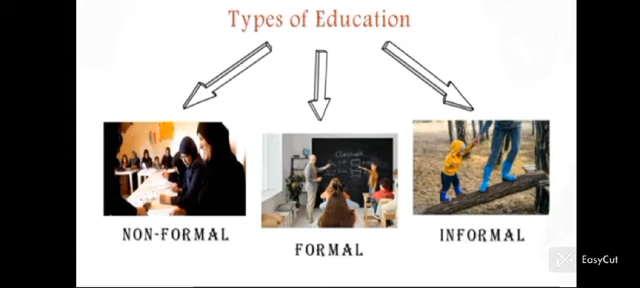 Types of Education
NON-FORMAL
FORMAL
INFORMAL
EasyCut